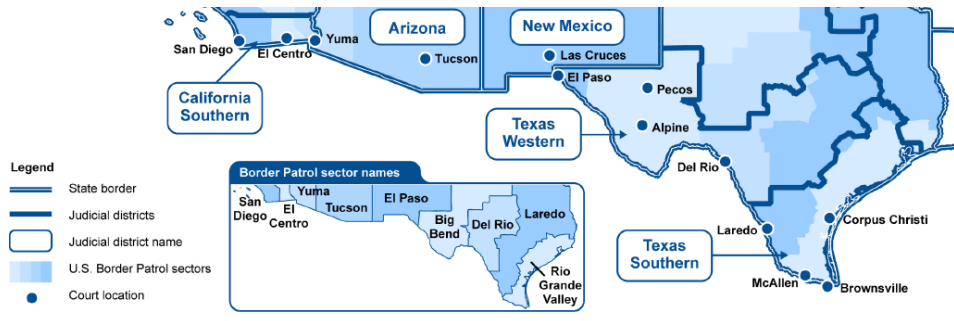 Arizona
New Mexico
San Diego
El Centro
Yuma
Tucson
Las Cruces
El Paso
California
Southern
Pecos
Texas
Western
Alpine
Del Rio
Legend
State border
Judicial districts
Judicial district name
U.S. Border Patrol sectors
Court location
Border Patrol sector names
San
Diego
El
Centro
Yuma
Tucson
El Paso
Big
Bend
Del Rio
Laredo
Rio
Grande
Valley
Laredo
Corpus Christi
Texas
Southern
McAllen
Brownsville